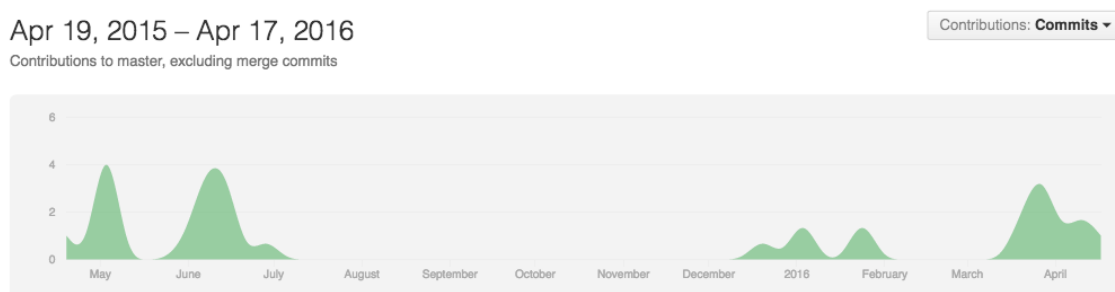 Apr 19, 2015 – Apr 17, 2016
Contributions: Commits
Contributions to master, excluding merge commits
6
4
2
0
May June July August September October November December 2016 February March April